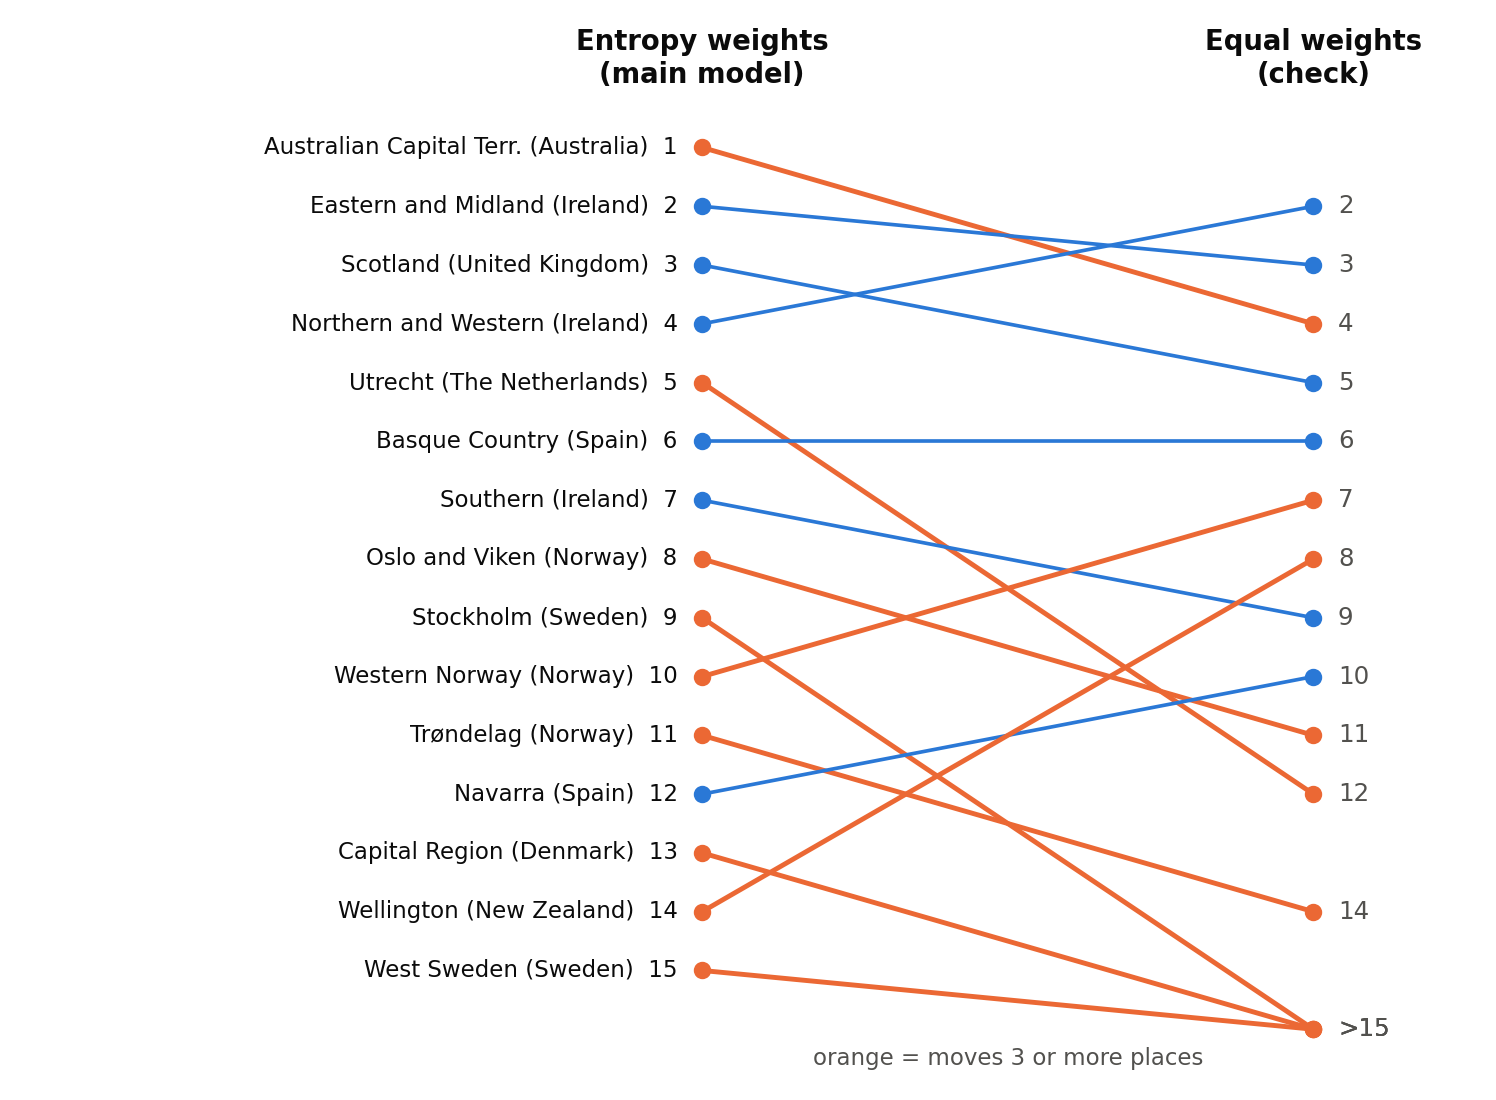 Entropy weights
(main model)
Equal weights
(check)
Australian Capital Terr. (Australia) 1
Eastern and Midland (Ireland) 2 2
Scotland (United Kingdom) 3 3
Northern and Western (Ireland) 4 4
Utrecht (The Netherlands) 5 5
Basque Country (Spain) 6 6
Southern (Ireland) 7 7
Oslo and Viken (Norway) 8 8
Stockholm (Sweden) 9 9
Western Norway (Norway) 10 10
Trøndelag (Norway) 11 11
Navarra (Spain) 12 12
Capital Region (Denmark) 13
Wellington (New Zealand) 14 14
West Sweden (Sweden) 15
>15
orange = moves 3 or more places